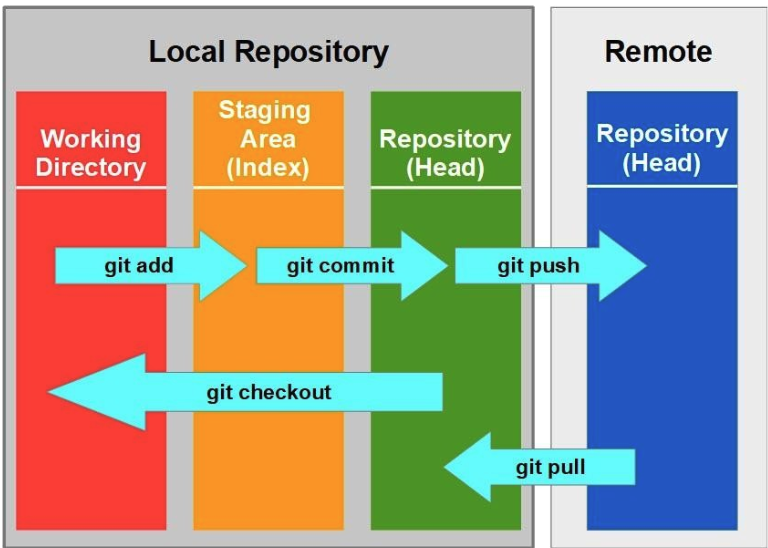 Local Repository
Remote
Working
Directory
Staging
Area
(Index)
Repository
(Head)
Repository
(Head)
git add
git commit
git push
git checkout
git pull